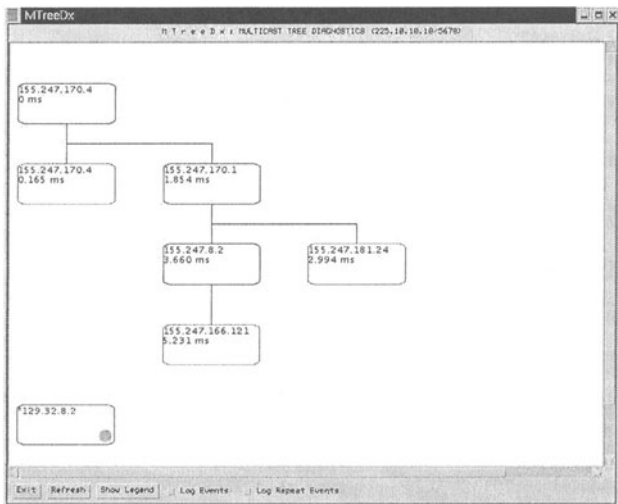 MTreeDx
M T r e e D x : MULTICAST TREE DIAGNOSTICS (225.10.10.10/5678)
155.247.170.4
0 ms
155.247.170.4
0.165 ms
155.247.170.1
1.854 ms
155.247.8.2
3.660 ms
155.247.181.24
2.994 ms
155.247.166.121
5.231 ms
*129.32.8.2
Exit Refresh Show Legend Log Events Log Repeat Events